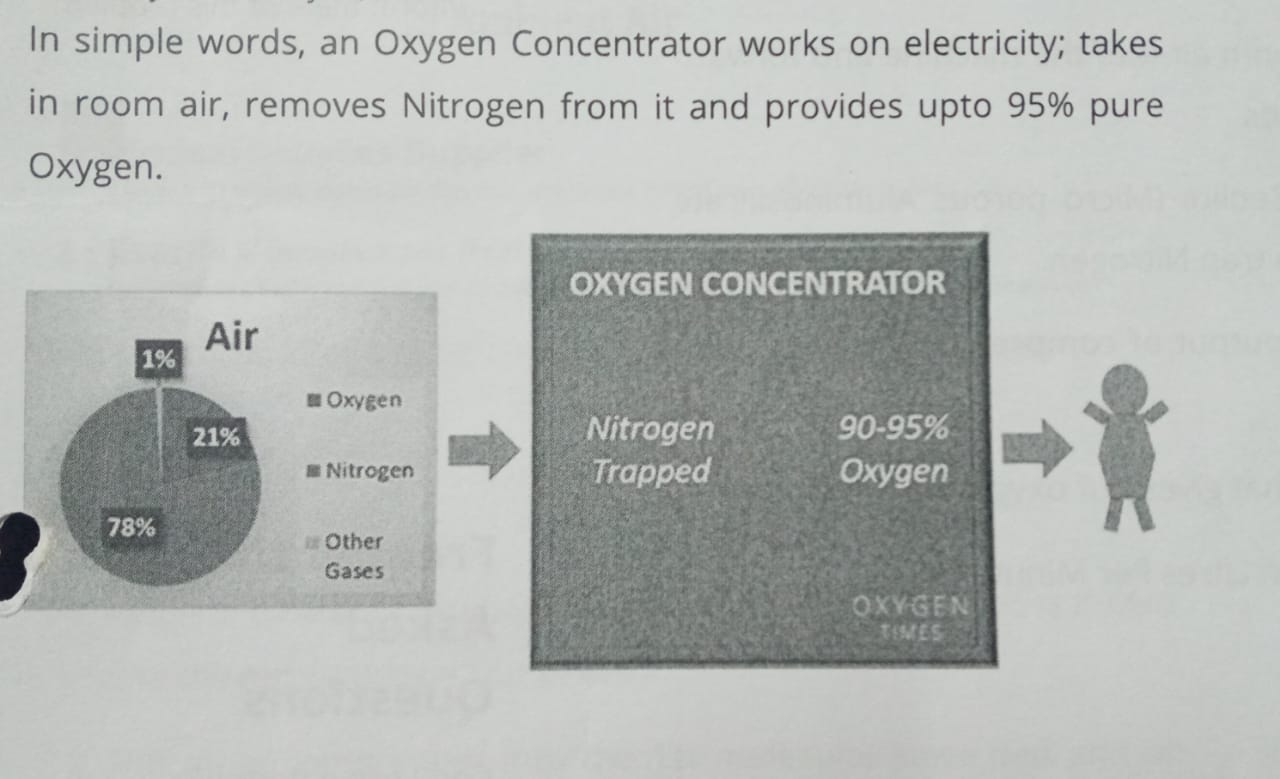 In simple words, an Oxygen Concentrator works on electricity; takes
in room air, removes Nitrogen from it and provides upto 95% pure
Oxygen.
Air
1%
21%
78%
Oxygen
Nitrogen
Other
Gases
OXYGEN CONCENTRATOR
Nitrogen
Trapped
90-95%
Oxygen
OXYGEN
TIMES